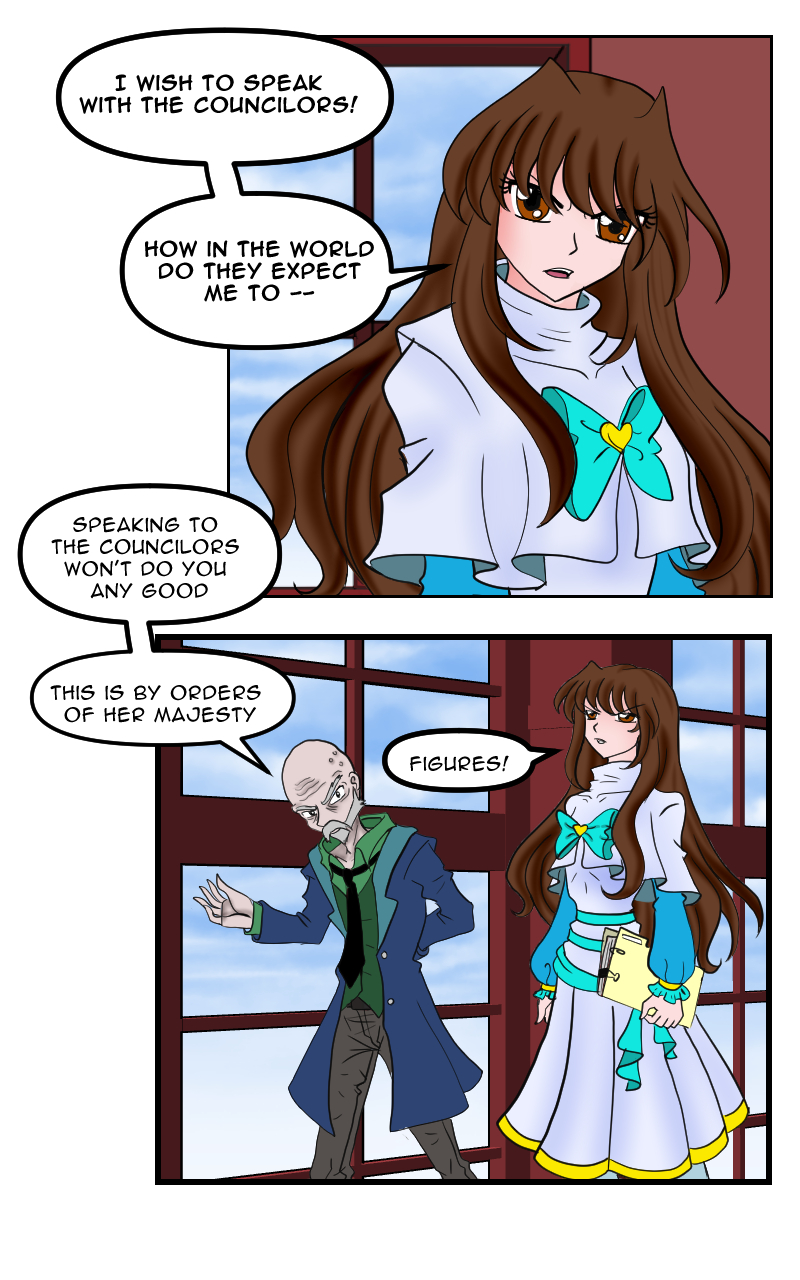 I WISH TO SPEAK
WITH THE COUNCILORS!
HOW IN THE WORLD
DO THEY EXPECT
ME TO --
SPEAKING TO
THE COUNCILORS
WON'T DO YOU
ANY GOOD
THIS IS BY ORDERS
OF HER MAJESTY
FIGURES!